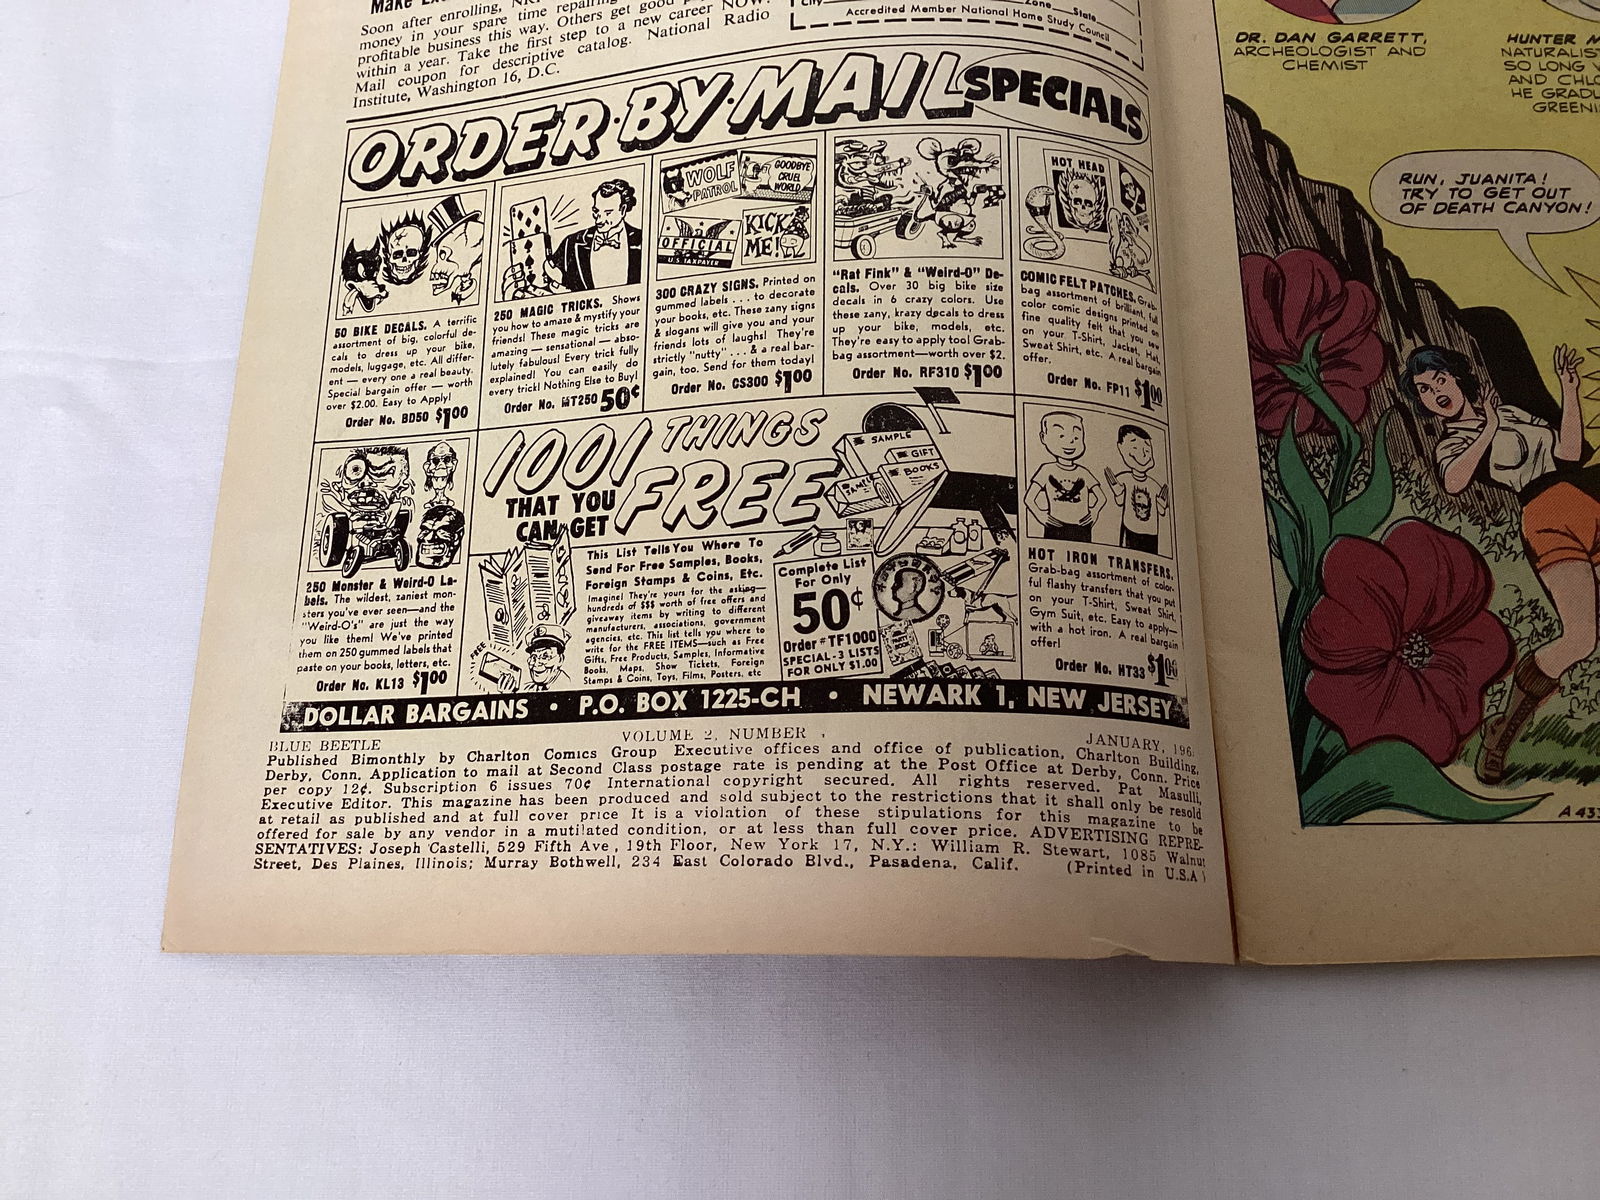 Soon after enrolling,
money in your spare time repairing
profitable business this way. Others get good
within a year. Take the first step to a new career NOW!
Mail coupon for descriptive catalog. National Radio
Institute, Washington 16, D.C.
City Zone State
Accredited Member National Home Study Council
ORDER·BY·MAIL SPECIALS
50 BIKE DECALS. A terrific
assortment of big, colorful de-
cals to dress up your bike,
models, luggage, etc. All differ-
ent — every one a real beauty.
Special bargain offer — worth
over $2.00. Easy to Apply!
Order No. BD50 $1.00
250 MAGIC TRICKS. Shows
you how to amaze & mystify your
friends! These magic tricks are
amazing — sensational — abso-
lutely fabulous! Every trick fully
explained! You can easily do
every trick! Nothing Else to Buy!
Order No. MT250 50¢
WOLF
PATROL
GOODBYE
CRUEL
WORLD
OFFICIAL
U.S. TAXPAYER
KICK
ME!
300 CRAZY SIGNS. Printed on
gummed labels . . . to decorate
your books, etc. These zany signs
& slogans will give you and your
friends lots of laughs! They're
strictly "nutty" . . . & a real bar-
gain, too. Send for them today!
Order No. CS300 $1.00
"Rat Fink" & "Weird-O" De-
cals. Over 30 big bike size
decals in 6 crazy colors. Use
these zany, krazy decals to dress
up your bike, models, etc.
They're easy to apply too! Grab-
bag assortment—worth over $2.
Order No. RF310 $1.00
HOT HEAD
COMIC FELT PATCHES. Grab-
bag assortment of brilliant, full
color comic designs printed on
fine quality felt that you sew
on your T-Shirt, Jacket, Hat,
Sweat Shirt, etc. A real bargain
offer.
Order No. FP11 $1.00
250 Monster & Weird-O La-
bels. The wildest, zaniest mon-
sters you've ever seen—and the
"Weird-O's" are just the way
you like them! We've printed
them on 250 gummed labels that
paste on your books, letters, etc.
Order No. KL13 $1.00
1001 THINGS
FREE
THAT YOU
CAN GET
SAMPLE
GIFT
BOOKS
FREE
This List Tells You Where To
Send For Free Samples, Books,
Foreign Stamps & Coins, Etc.
Imagine! They're yours for the asking—
hundreds of $$$ worth of free offers and
giveaway items by writing to different
manufacturers, associations, government
agencies, etc. This list tells you where to
write for the FREE ITEMS—such as Free
Gifts, Free Products, Samples, Informative
Books, Maps, Show Tickets, Foreign
Stamps & Coins, Toys, Films, Posters, etc
Complete List
For Only
50¢
Order # TF1000
SPECIAL - 3 LISTS
FOR ONLY $1.00
HOT IRON TRANSFERS.
Grab-bag assortment of color-
ful flashy transfers that you put
on your T-Shirt, Sweat Shirt,
Gym Suit, etc. Easy to apply—
with a hot iron. A real bargain
offer!
Order No. HT33 $1.00
DOLLAR BARGAINS • P.O. BOX 1225-CH • NEWARK 1, NEW JERSEY
BLUE BEETLE VOLUME 2, NUMBER JANUARY, 196
Published Bimonthly by Charlton Comics Group Executive offices and office of publication, Charlton Building,
Derby, Conn. Application to mail at Second Class postage rate is pending at the Post Office at Derby, Conn. Price
per copy 12¢. Subscription 6 issues 70¢ International copyright secured. All rights reserved. Pat Masulli,
Executive Editor. This magazine has been produced and sold subject to the restrictions that it shall only be resold
at retail as published and at full cover price It is a violation of these stipulations for this magazine to be
offered for sale by any vendor in a mutilated condition, or at less than full cover price. ADVERTISING REPRE-
SENTATIVES: Joseph Castelli, 529 Fifth Ave, 19th Floor, New York 17, N.Y.: William R. Stewart, 1085 Walnut
Street, Des Plaines, Illinois; Murray Bothwell, 234 East Colorado Blvd., Pasadena, Calif. (Printed in U.S.A)
DR. DAN GARRETT,
ARCHEOLOGIST AND
CHEMIST
HUNTER
NATURALIST
SO LONG
AND
HE
RUN, JUANITA!
TRY TO GET OUT
OF DEATH CANYON!
A 433